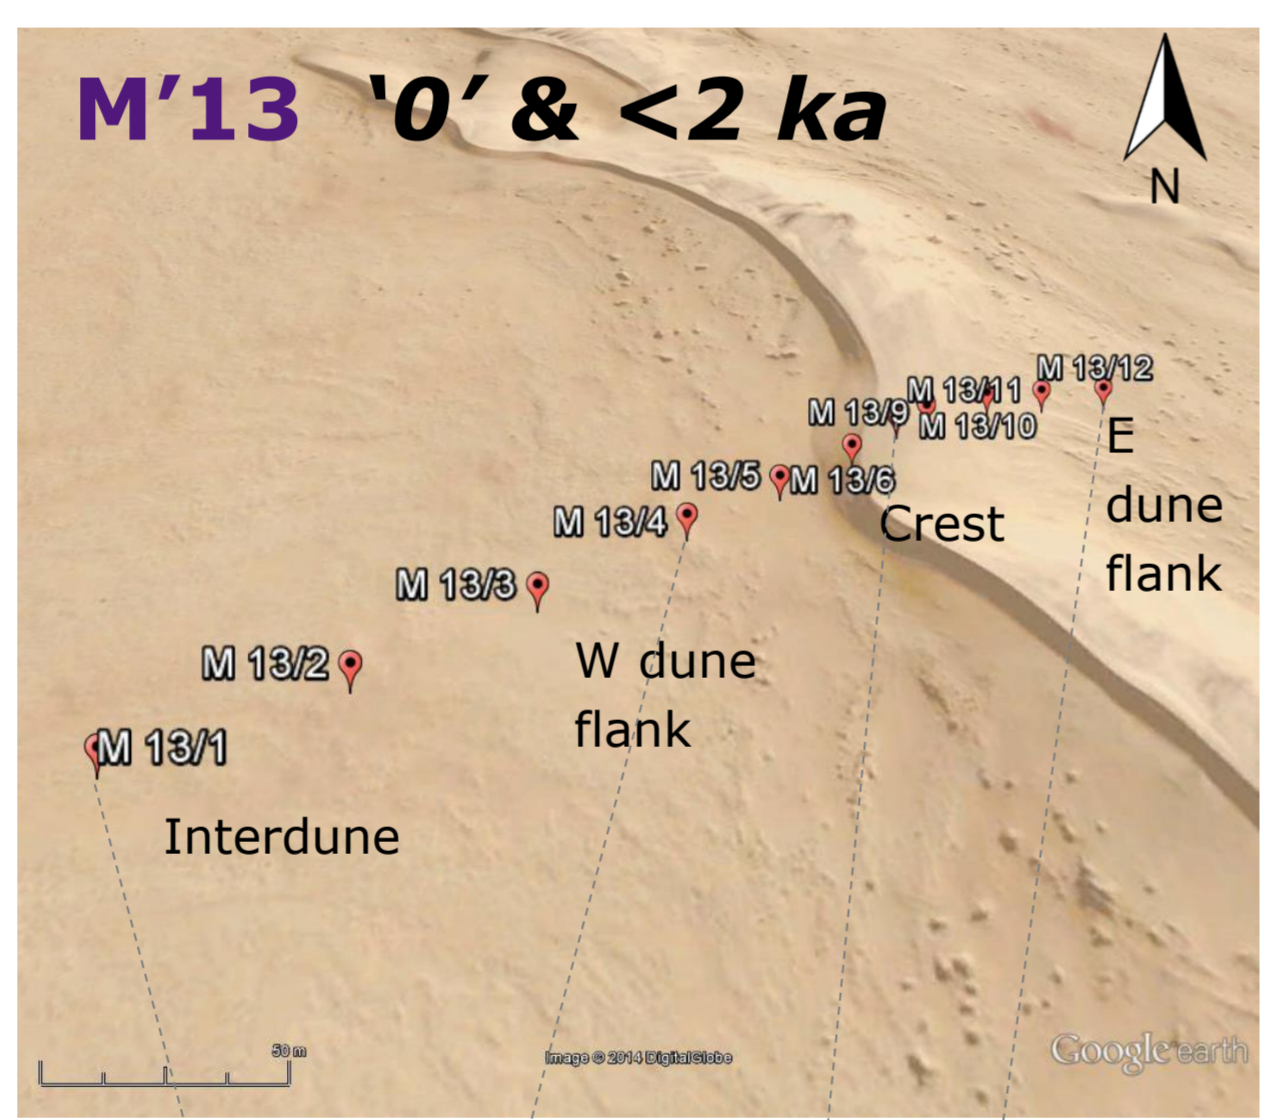 M’13 ‘0’ & <2 ka
N
M 13/12
M 13/11
M 13/9
M 13/10
E
dune
flank
M 13/5
M 13/6
M 13/4
Crest
M 13/3
W dune
flank
M 13/2
M 13/1
Interdune
50 m
Image © 2014 DigitalGlobe
Google earth